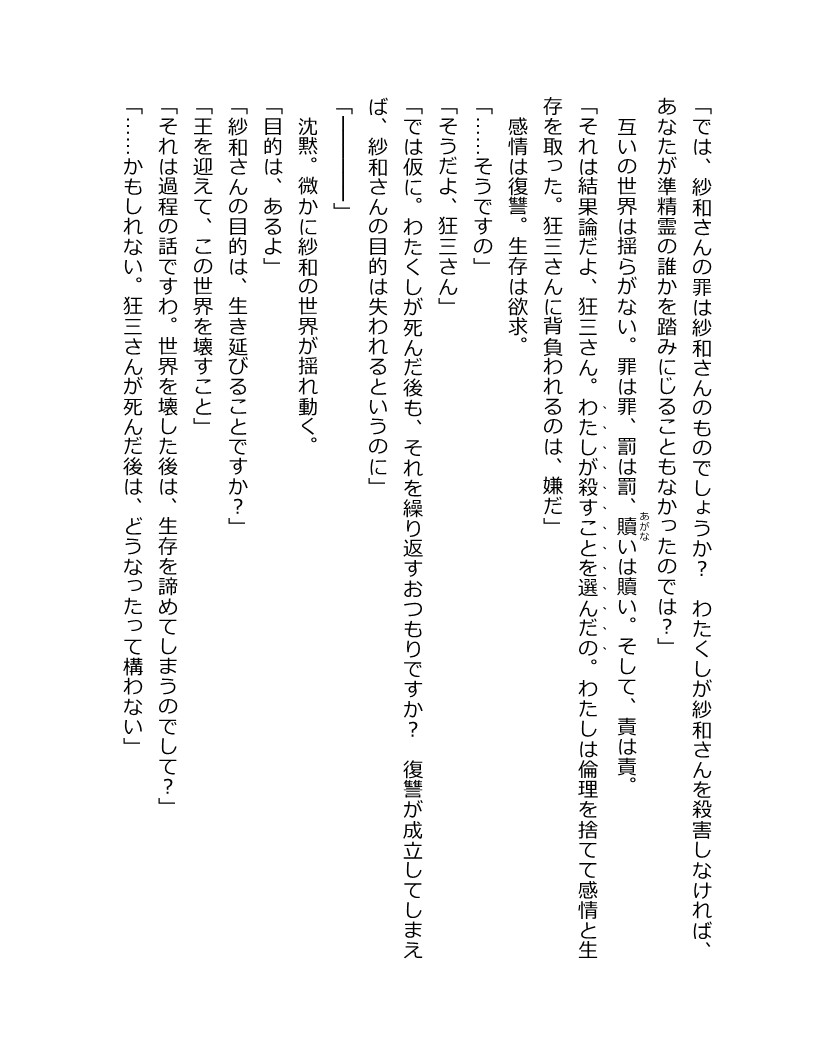 「では、紗和さんの罪は紗和さんのものでしょうか？　わたくしが紗和さんを殺害しなければ、
あなたが準精霊の誰かを踏みにじることもなかったのでは？」
　互いの世界は揺らがない。罪は罪、罰は罰、贖いは贖い。そして、責は責。
あがな
「それは結果論だよ、狂三さん。わたしが殺すことを選んだの。わたしは倫理を捨てて感情と生
存を取った。狂三さんに背負われるのは、嫌だ」
　感情は復讐。生存は欲求。
「……そうですの」
「そうだよ、狂三さん」
「では仮に。わたくしが死んだ後も、それを繰り返すおつもりですか？　復讐が成立してしまえ
ば、紗和さんの目的は失われるというのに」
「――――」
　沈黙。微かに紗和の世界が揺れ動く。
「目的は、あるよ」
「紗和さんの目的は、生き延びることですか？」
「王を迎えて、この世界を壊すこと」
「それは過程の話ですわ。世界を壊した後は、生存を諦めてしまうのでして？」
「……かもしれない。狂三さんが死んだ後は、どうなったって構わない」